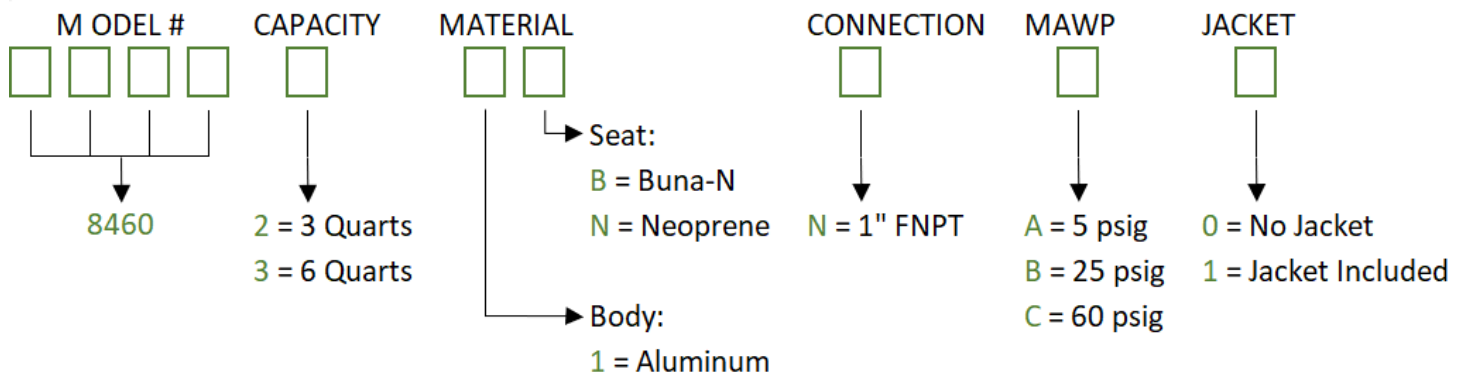 M ODEL # CAPACITY MATERIAL CONNECTION MAWP JACKET
Seat:
B = Buna-N
N = Neoprene
8460
2 = 3 Quarts
3 = 6 Quarts
N = 1" FNPT
A = 5 psig
B = 25 psig
C = 60 psig
0 = No Jacket
1 = Jacket Included
Body:
1 = Aluminum